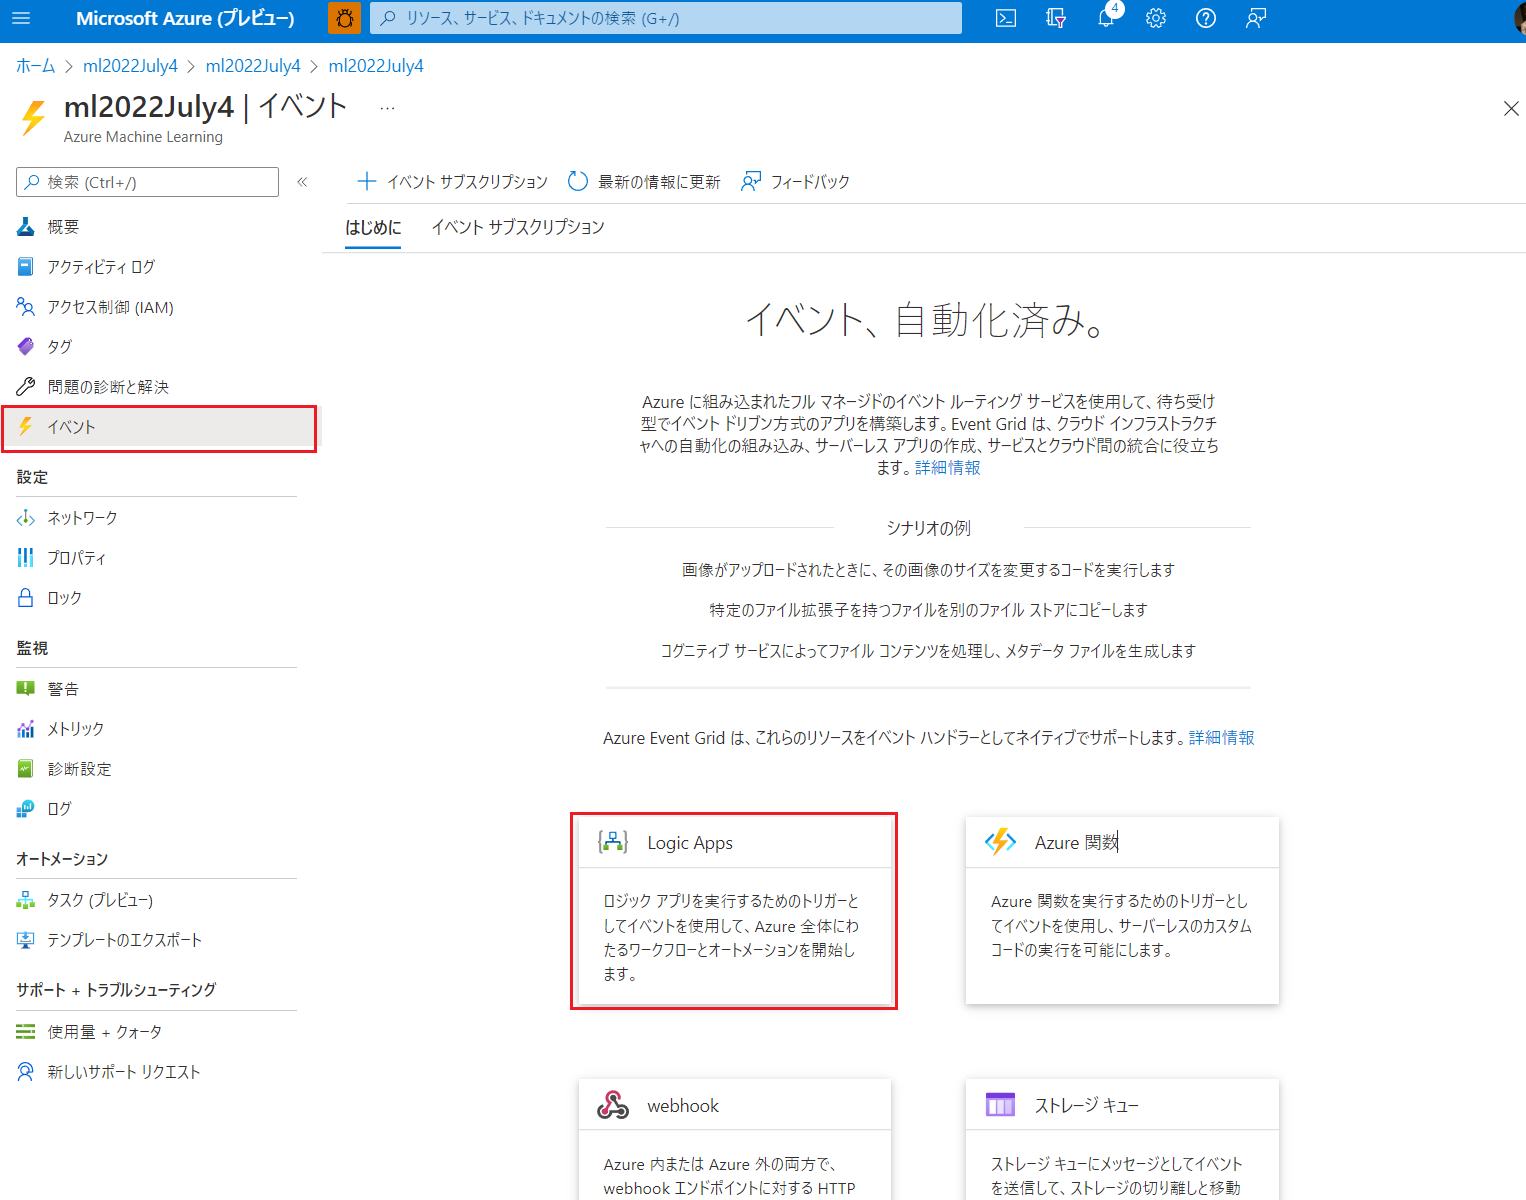 Microsoft Azure (プレビュー)
リソース、サービス、ドキュメントの検索 (G+/)
4
ホーム > ml2022July4 > ml2022July4 > ml2022July4
ml2022July4 | イベント ...
Azure Machine Learning
検索 (Ctrl+/)
«
概要
アクティビティ ログ
アクセス制御 (IAM)
タグ
問題の診断と解決
イベント
設定
ネットワーク
プロパティ
ロック
監視
警告
メトリック
診断設定
ログ
オートメーション
タスク (プレビュー)
テンプレートのエクスポート
サポート + トラブルシューティング
使用量 + クォータ
新しいサポート リクエスト
イベント サブスクリプション
最新の情報に更新
フィードバック
はじめに
イベント サブスクリプション
イベント、自動化済み。
Azure に組み込まれたフル マネージドのイベント ルーティング サービスを使用して、待ち受け
型でイベント ドリブン方式のアプリを構築します。Event Grid は、クラウド インフラストラクチ
ャへの自動化の組み込み、サーバーレス アプリの作成、サービスとクラウド間の統合に役立ち
ます。詳細情報
シナリオの例
画像がアップロードされたときに、その画像のサイズを変更するコードを実行します
特定のファイル拡張子を持つファイルを別のファイル ストアにコピーします
コグニティブ サービスによってファイル コンテンツを処理し、メタデータ ファイルを生成します
Azure Event Grid は、これらのリソースをイベント ハンドラーとしてネイティブでサポートします。詳細情報
Logic Apps
ロジック アプリを実行するためのトリガーと
してイベントを使用して、Azure 全体にわ
たるワークフローとオートメーションを開始し
ます。
Azure 関数
Azure 関数を実行するためのトリガーとし
てイベントを使用し、サーバーレスのカスタム
コードの実行を可能にします。
webhook
Azure 内または Azure 外の両方で、
webhook エンドポイントに対する HTTP
ストレージ キュー
ストレージ キューにメッセージとしてイベント
を送信して、ストレージの切り離しと移動